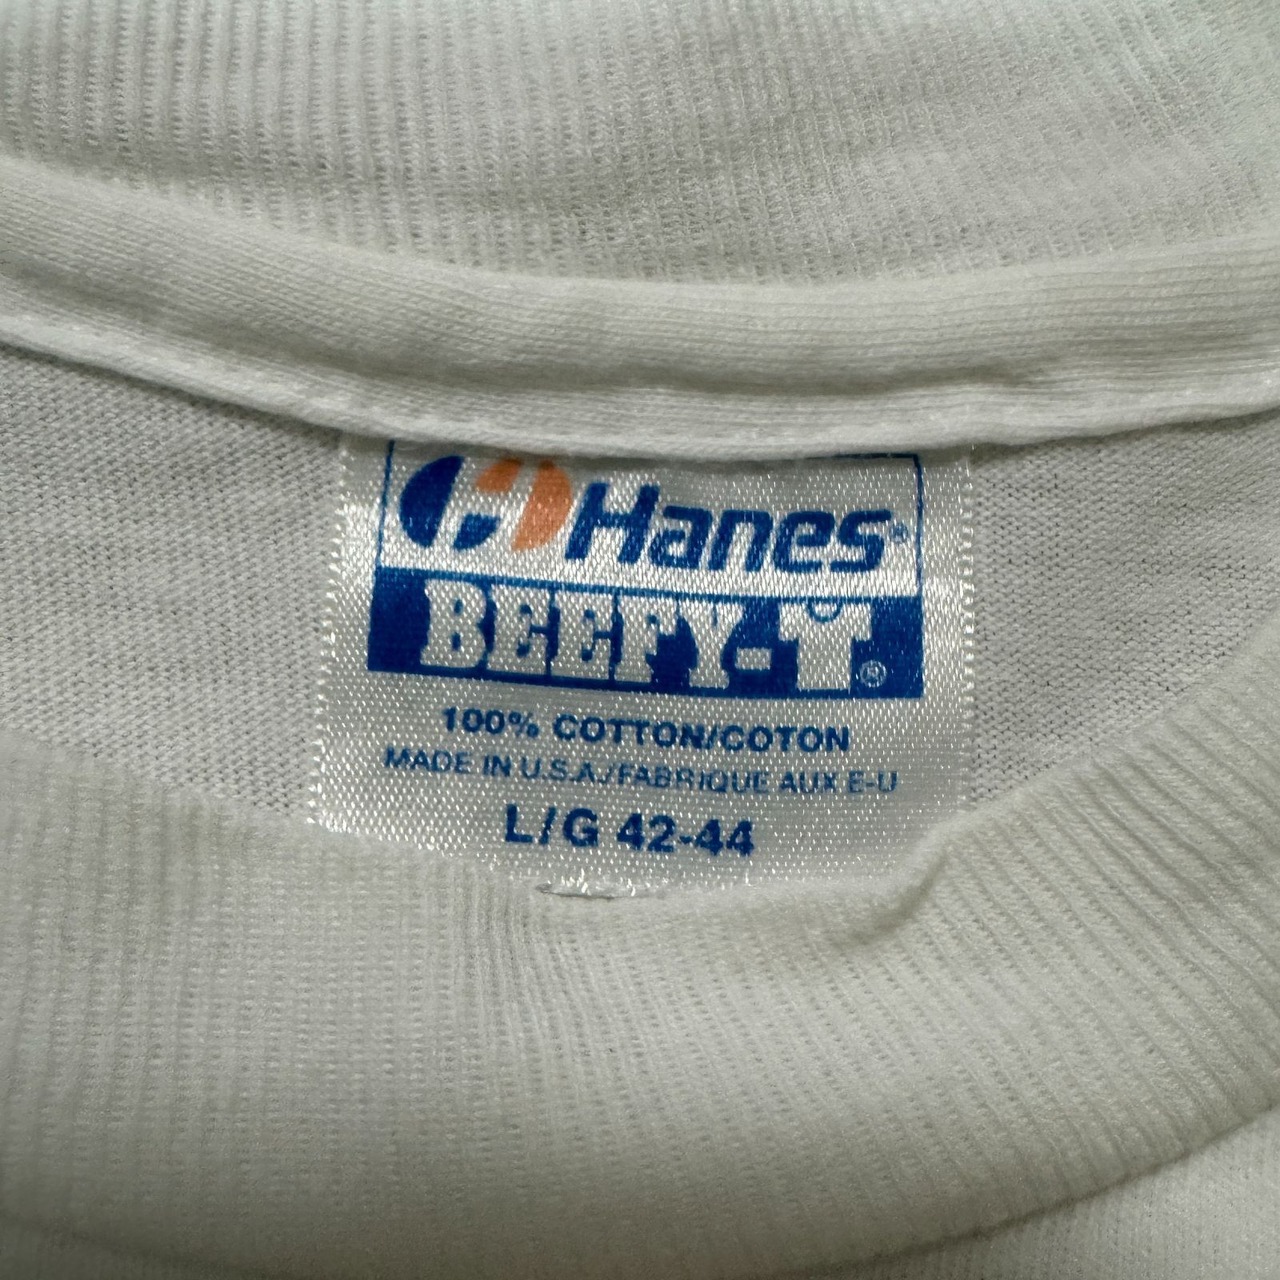 Hanes®
BEEFY-T®
100% COTTON/COTON
MADE IN U.S.A./FABRIQUE AUX E-U
L/G 42-44